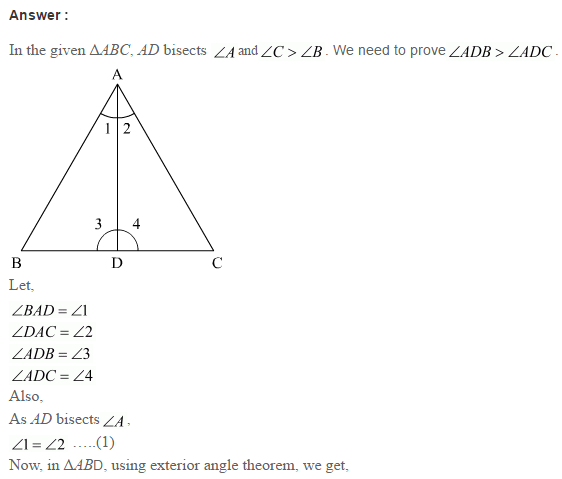 Answer :
In the given ΔABC, AD bisects ∠A and ∠C > ∠B . We need to prove ∠ADB > ∠ADC .
A
1 2
3 4
B D C
Let,
∠BAD = ∠1
∠DAC = ∠2
∠ADB = ∠3
∠ADC = ∠4
Also,
As AD bisects ∠A ,
∠1 = ∠2 .....(1)
Now, in ΔABD, using exterior angle theorem, we get,